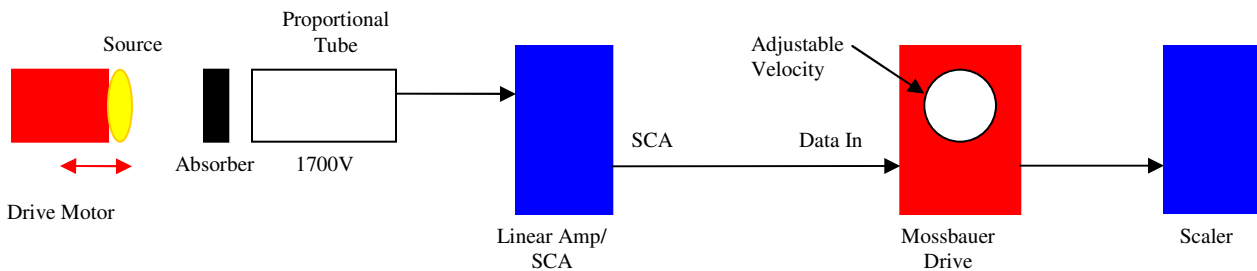 Proportional
Tube
Source
Adjustable
Velocity
SCA
Data In
Absorber
1700V
Drive Motor
Linear Amp/
SCA
Mossbauer
Drive
Scaler